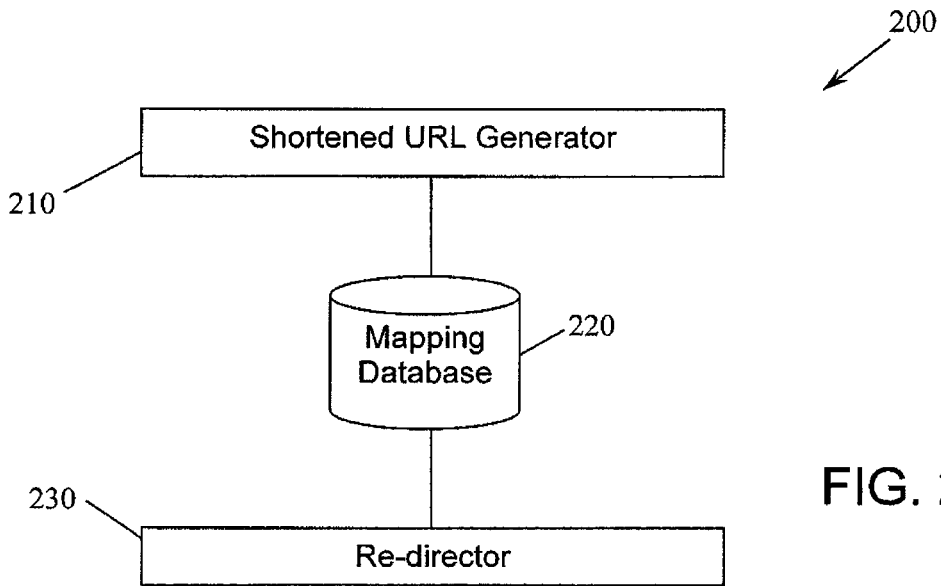 200
Shortened URL Generator
210
Mapping
Database
220
230
FIG.
Re-director